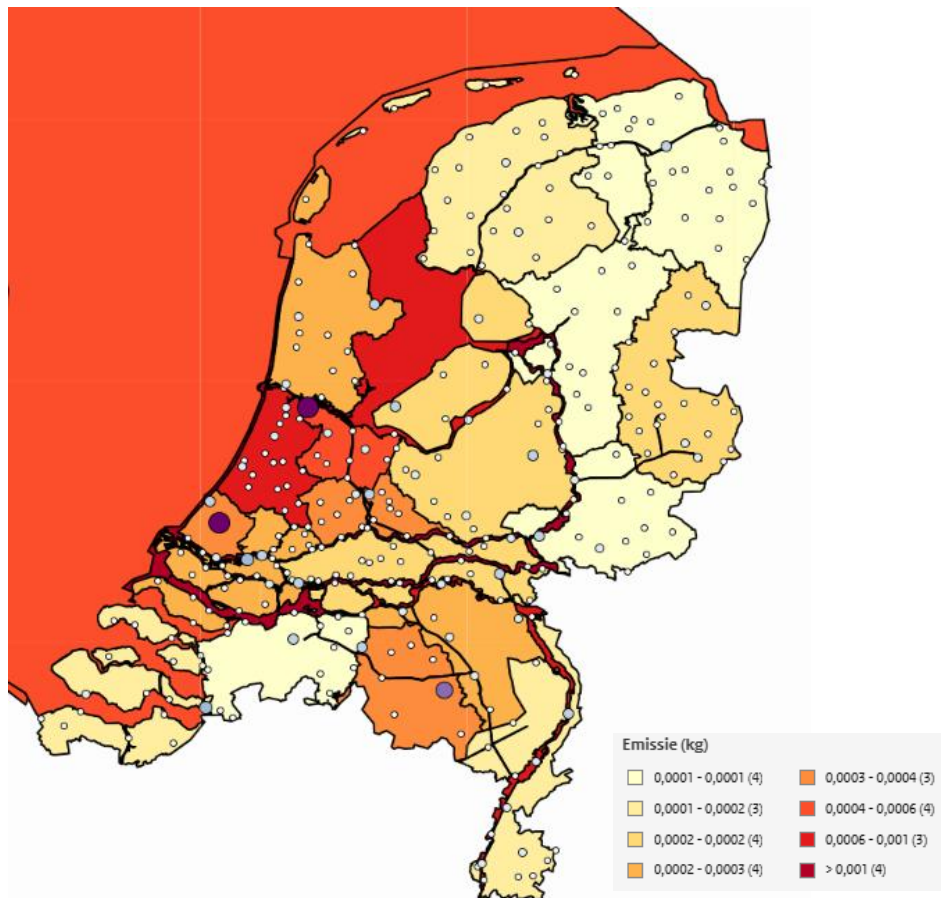 Emissie (kg)
0,0001 - 0,0001 (4)
0,0001 - 0,0002 (3)
0,0002 - 0,0002 (4)
0,0002 - 0,0003 (4)
0,0003 - 0,0004 (3)
0,0004 - 0,0006 (4)
0,0006 - 0,001 (3)
> 0,001 (4)